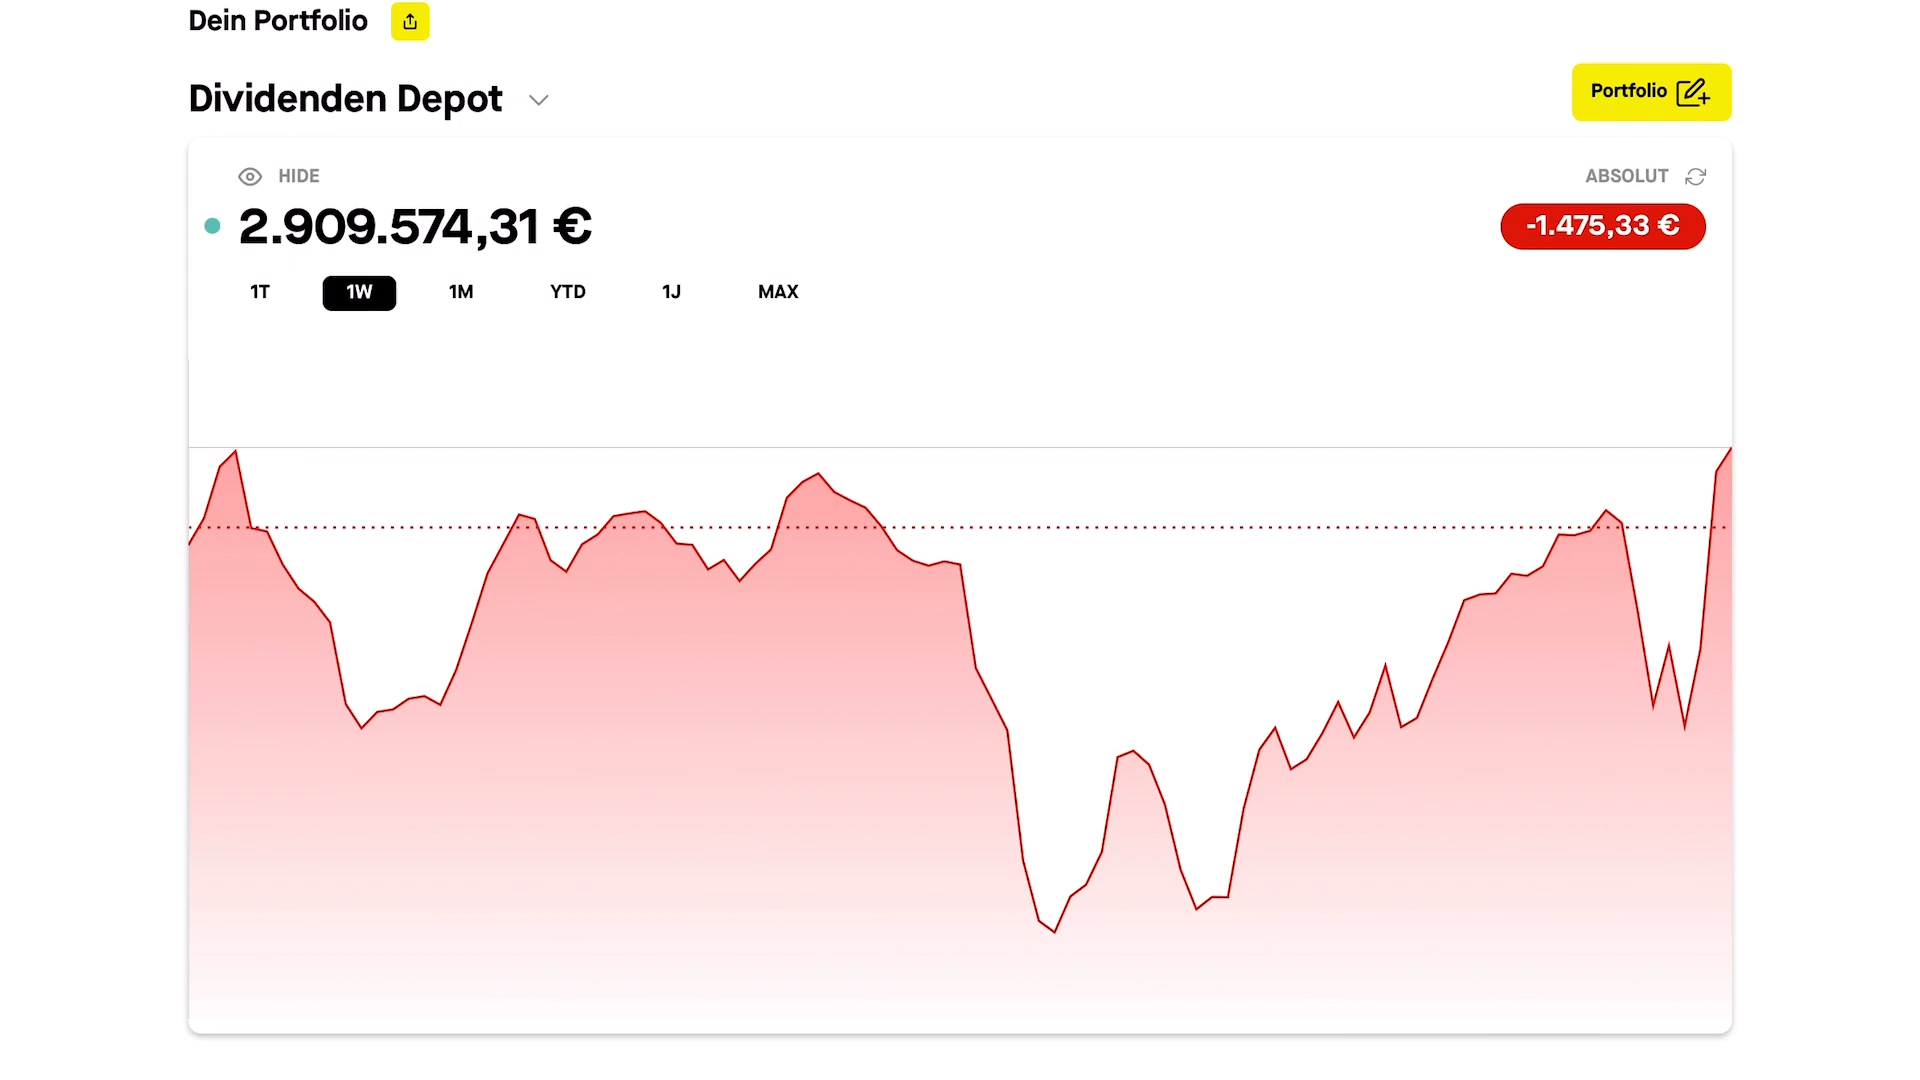 Dein Portfolio
Dividenden Depot
Portfolio
HIDE
ABSOLUT
2.909.574,31 €
-1.475,33 €
1T 1W 1M YTD 1J MAX